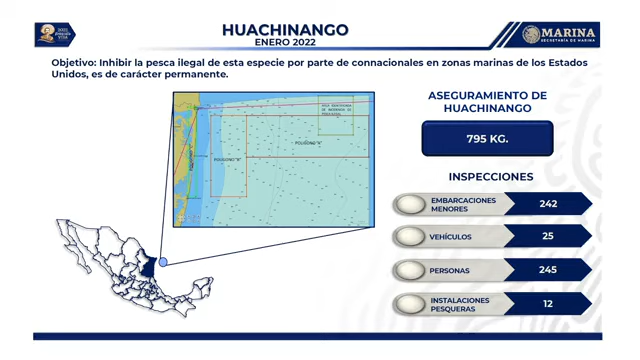 HUACHINANGO
ENERO 2022
MARINA
SECRETARÍA DE MARINA
Objetivo: Inhibir la pesca ilegal de esta especie por parte de connacionales en zonas marinas de los Estados
Unidos, es de carácter permanente.
ASEGURAMIENTO DE
HUACHINANGO
795 KG.
INSPECCIONES
EMBARCACIONES
MENORES
242
VEHÍCULOS
25
PERSONAS
245
INSTALACIONES
PESQUERAS
12